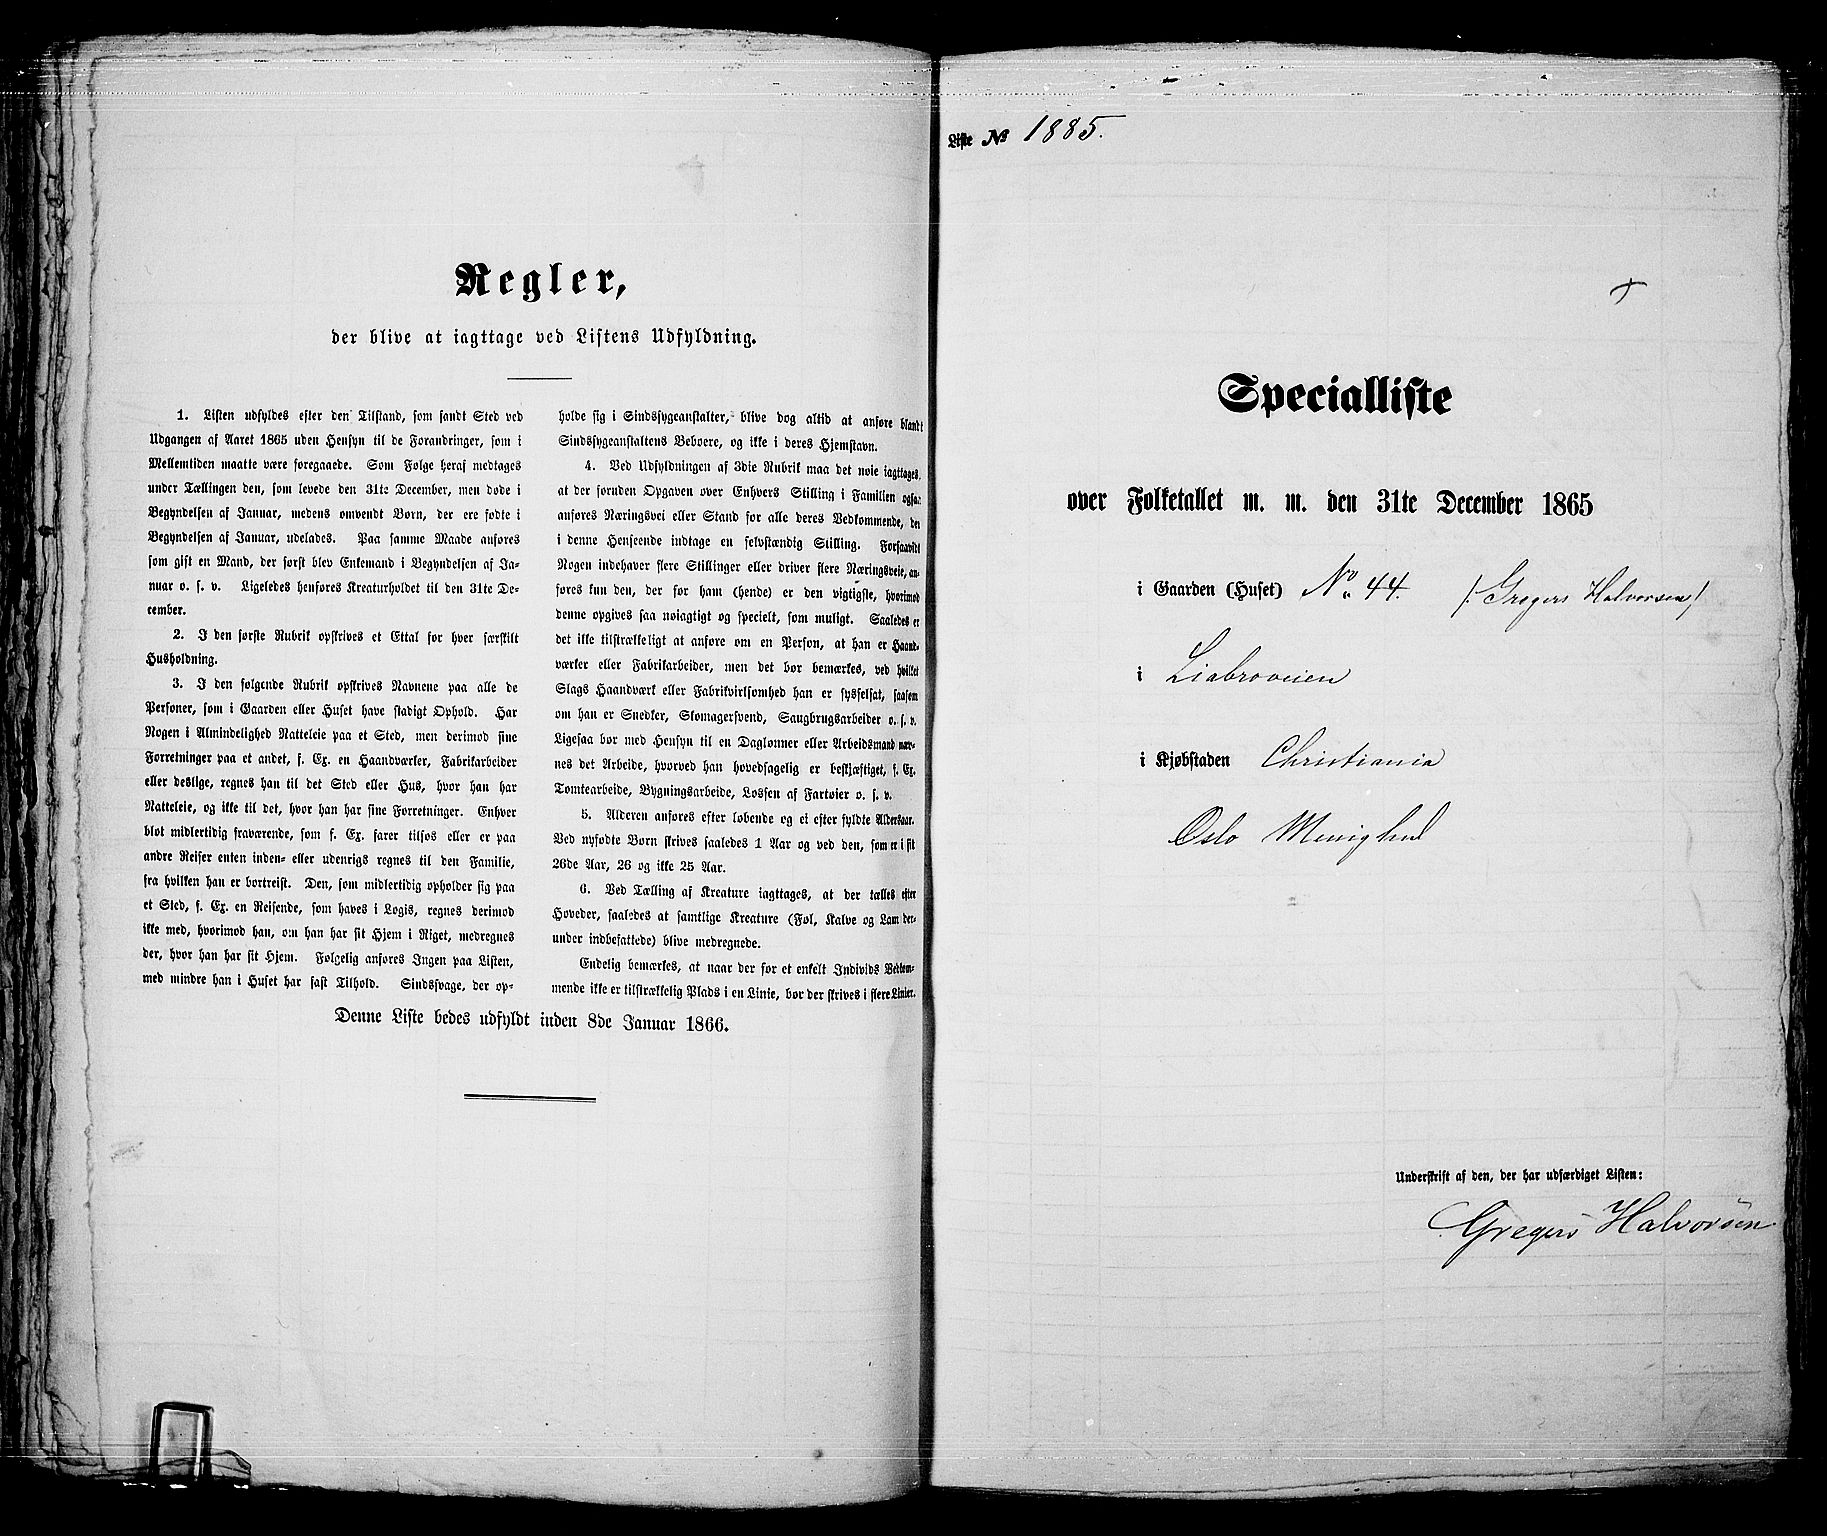 Regler,
der blive at iagttage ved Listens Udfyldning.
1. Listen udfyldes efter den Tilstand, som fandt Sted ved
Udgangen af Aaret 1865 uden Hensyn til de Forandringer, som i
Mellemtiden maatte være foregaaede. Som Følge heraf medtages
under Tællingen den, som levede den 31te December, men døde i
Begyndelsen af Januar, medens omvendt Børn, der ere fødte i
Begyndelsen af Januar, udelades. Paa samme Maade anføres
som gift en Mand, der først blev Enkemand i Begyndelsen af Ja-
nuar o. s. v. Ligeledes henføres Kreaturholdet til den 31te De-
cember.
2. I den første Rubrik opskrives et Ettal for hver særskilt
Husholdning.
3. I den følgende Rubrik opskrives Navnene paa alle de
Personer, som i Gaarden eller Huset have stadigt Ophold. Har
Nogen i Almindelighed Natteleie paa et Sted, men derimod sine
Forretninger paa et andet, f. Ex. en Haandværker, Fabrikarbeider
eller deslige, regnes han til det Sted eller Hus, hvor han har
Natteleie, og ikke til det, hvor han har sine Forretninger. Enhver
blot midlertidig fraværende, som f. Ex. farer tilsøs eller er paa
andre Reiser enten inden- eller udenrigs regnes til den Familie,
fra hvilken han er bortreist. Den, som midlertidig opholder sig paa
et Sted, f. Ex. en Reisende, som haves i Logis, regnes derimod
ikke med, hvorimod han, om han har sit Hjem i Riget, medregnes
der, hvor han har sit Hjem. Følgelig anføres Ingen paa Listen,
med mindre han i Huset har fast Tilhold. Sindssvage, der op-
holde sig i Sindssygeanstalter, blive dog altid at anføre blandt
Sindssygeanstaltens Beboere, og ikke i deres Hjemstavn.
4. Ved Udfyldningen af 3die Rubrik maa det nøie iagttages,
at der foruden Opgaven over Enhvers Stilling i Familien ogsaa
anføres Næringsvei eller Stand for alle deres Vedkommende, der
i denne Henseende indtage en selvstændig Stilling. Forsaavidt
Nogen indehaver flere Stillinger eller driver flere Næringsveie, an-
føres kun den, der for ham (hende) er den vigtigste, hvorimod
denne opgives saa nøiagtigt og specielt, som muligt. Saaledes er
det ikke tilstrækkeligt at anføre om en Person, at han er Haand-
værker eller Fabrikarbeider, men det bør bemærkes, ved hvilket
Slags Haandværk eller Fabrikvirksomhed han er sysselsat, saasom
om han er Snedker, Skomagersvend, Saugbrugsarbeider o. s. v.
Ligesaa bør med Hensyn til en Daglønner eller Arbeidsmand næv-
nes det Arbeide, hvorved han hovedsagelig er beskjæftiget, f. Ex.
Tomtearbeide, Bygningsarbeide, Lossen af Fartøier o. s. v.
5. Alderen anføres efter løbende og ei efter fyldte Aldersaar.
Ved nyfødte Børn skrives saaledes 1 Aar og ved den, som er i sit
26de Aar, 26 og ikke 25 Aar.
6. Ved Tælling af Kreature iagttages, at der tælles efter
Hoveder, saaledes at samtlige Kreature (Føl, Kalve og Lam der-
under indbefattede) blive medregnede.
Endelig bemærkes, at naar der for et enkelt Individs Vedkom-
mende ikke er tilstrækkelig Plads i en Linie, bør der skrives i flere Linier.
Denne Liste bedes udfyldt inden 8de Januar 1866.
Liste No 1885.
Specialliste
over Folketallet m. m. den 31te December 1865
i Gaarden (Huset) No 44. /: Gregers Halvorsen /
i Liabroveien
i Kjøbstaden Christiania
Oslo Menighed
Underskrift af den, der har udfærdiget Listen:
Gregers Halvorsen